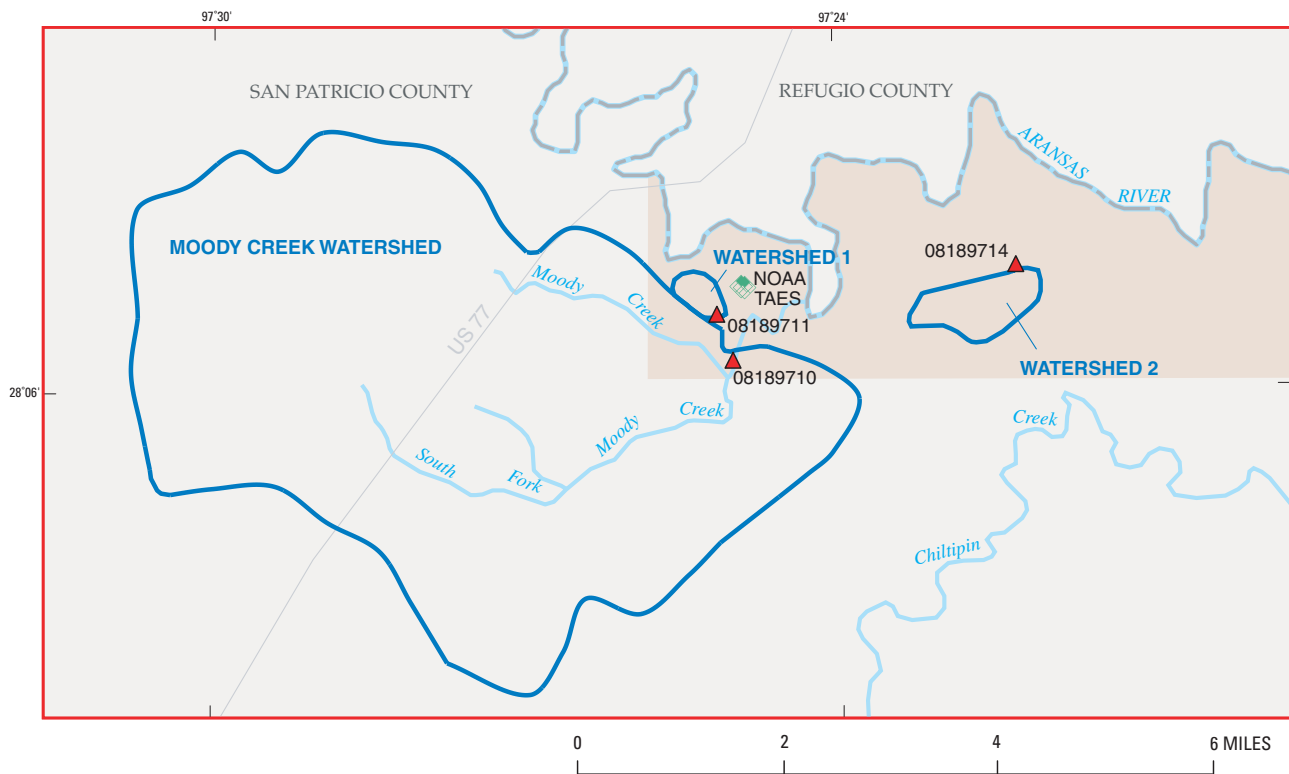 97°30'
97°24'
SAN PATRICIO COUNTY
REFUGIO COUNTY
ARANSAS
RIVER
MOODY CREEK WATERSHED
WATERSHED 1
08189714
Moody
NOAA
TAES
Creek
08189711
US 77
WATERSHED 2
08189710
28°06'
Creek
Creek
Moody
South
Fork
Chiltipin
0
2
4
6 MILES